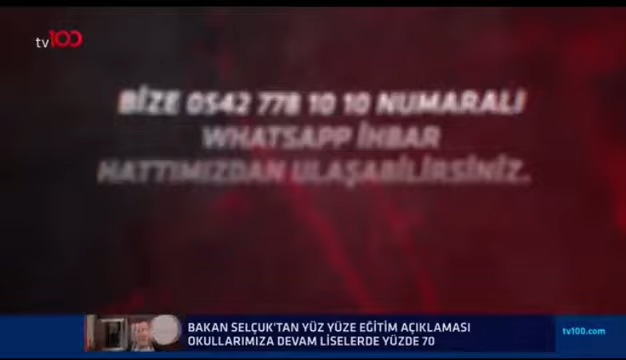 tv100
BİZE 0542 778 10 10 NUMARALI
WHATSAPP İHBAR
HATTIMIZDAN ULAŞABİLİRSİNİZ.
BAKAN SELÇUK'TAN YÜZ YÜZE EĞİTİM AÇIKLAMASI
OKULLARIMIZA DEVAM LİSELERDE YÜZDE 70
tv100.com